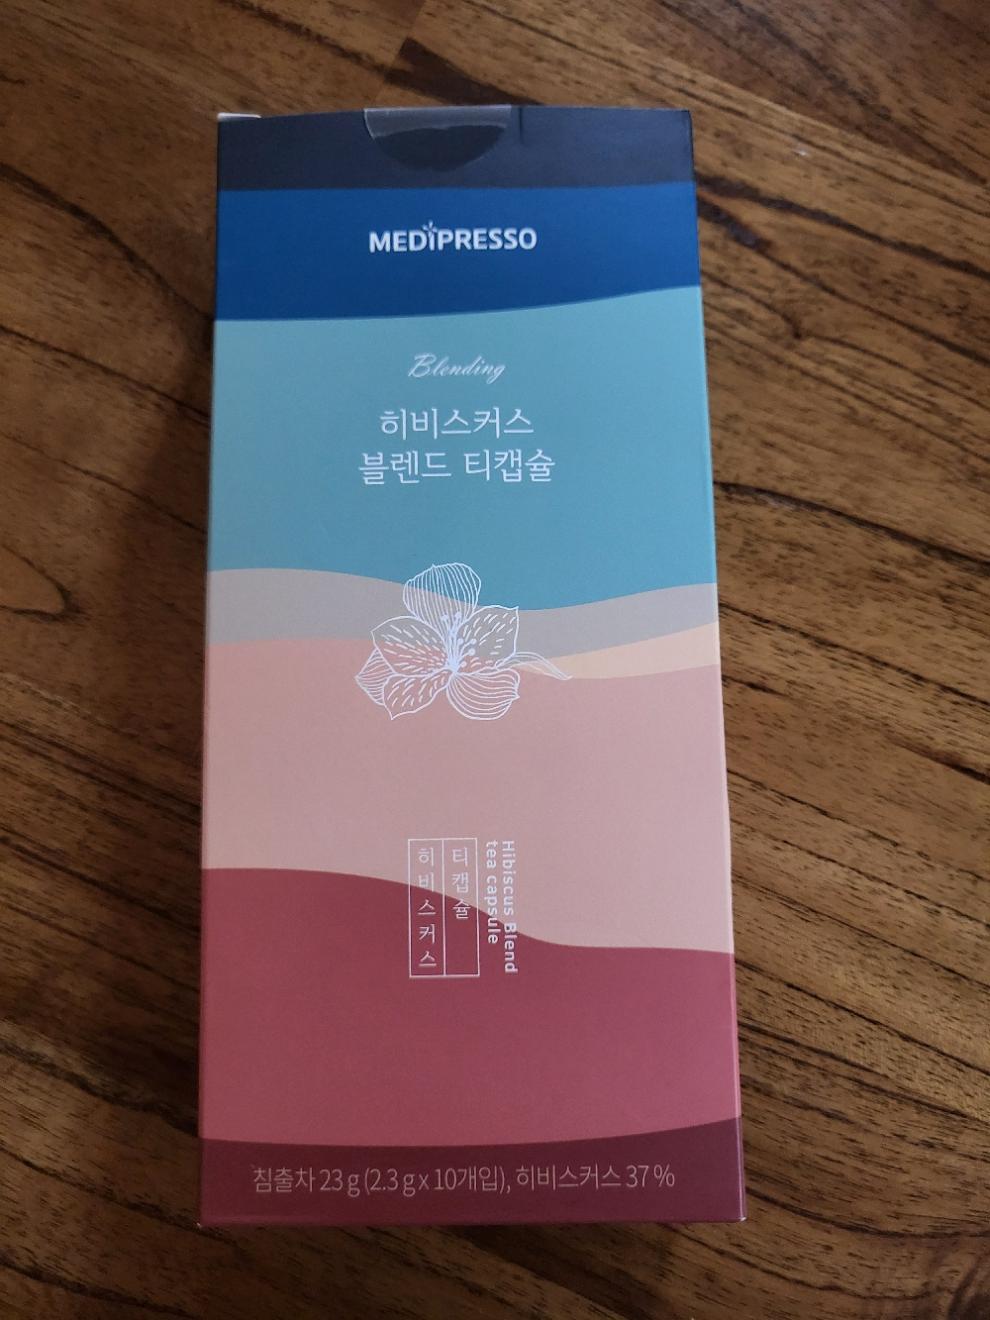 MEDIPRESSO
Blending
히비스커스
블렌드 티캡슐
히비스커스
티캡슐
Hibiscus Blend
tea capsule
침출차 23 g (2.3 g x 10개입), 히비스커스 37 %